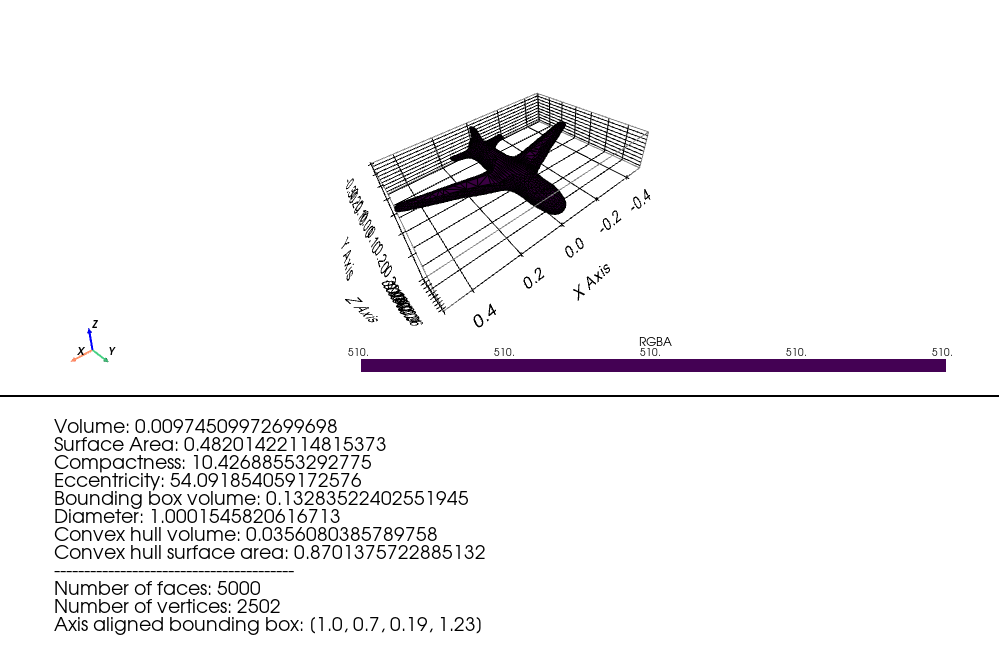 -0.4
-0.2
0.0
0.2
0.4
X Axis
Y Axis
Z Axis
Z
X
Y
RGBA
510. 510. 510. 510. 510.
Volume: 0.00974509972699698
Surface Area: 0.48201422114815373
Compactness: 10.42688553292775
Eccentricity: 54.091854059172576
Bounding box volume: 0.13283522402551945
Diameter: 1.0001545820616713
Convex hull volume: 0.0356080385789758
Convex hull surface area: 0.8701375722885132
----------------------------------------
Number of faces: 5000
Number of vertices: 2502
Axis aligned bounding box: (1.0, 0.7, 0.19, 1.23)